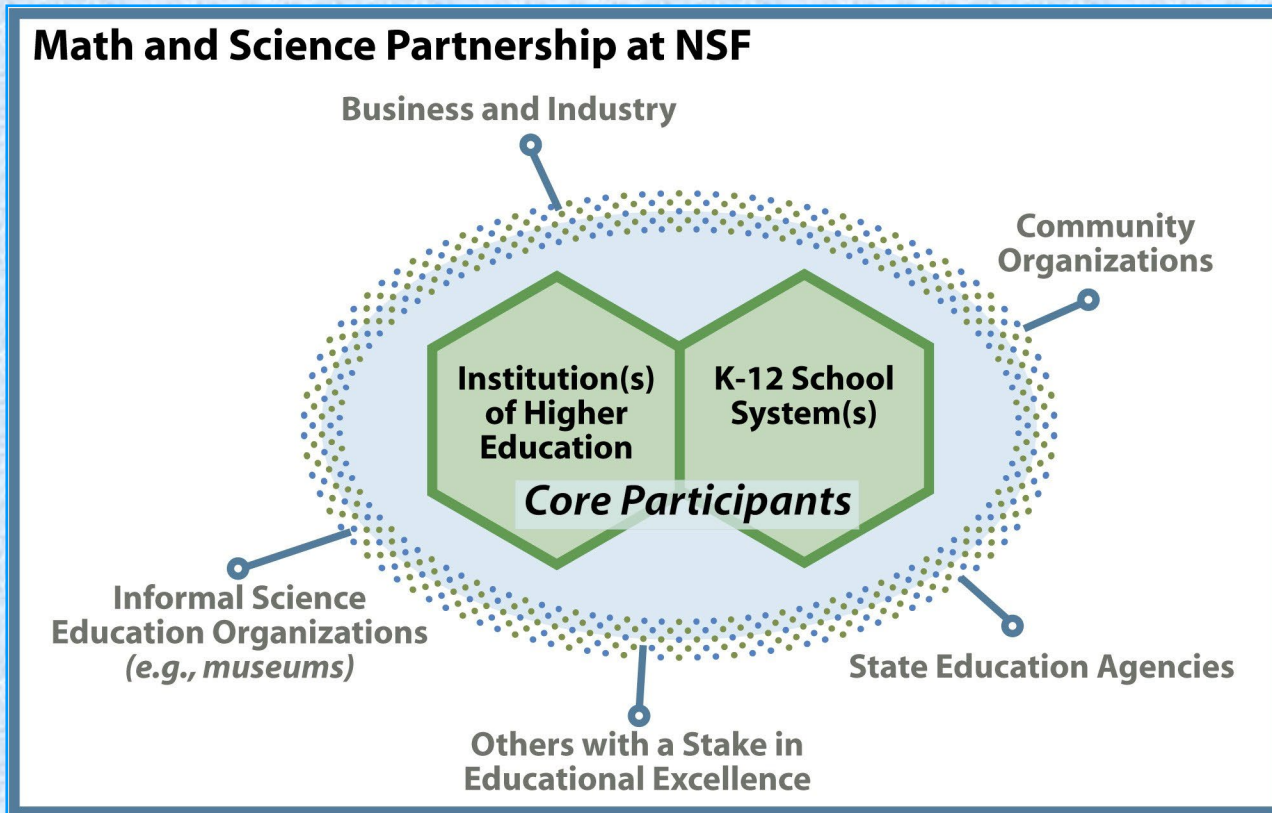 Math and Science Partnership at NSF
Business and Industry
Community
Organizations
Institution(s)
of Higher
Education
K-12 School
System(s)
Core Participants
Informal Science
Education Organizations
(e.g., museums)
State Education Agencies
Others with a Stake in
Educational Excellence